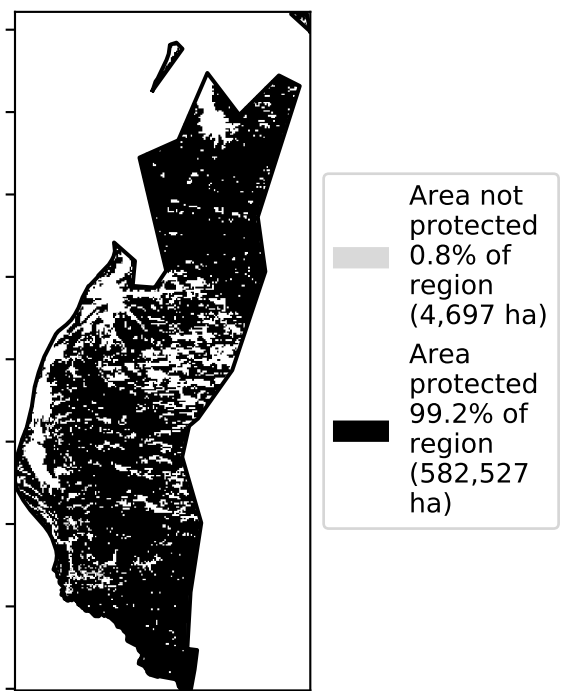 Area not
protected
0.8% of
region
(4,697 ha)
Area
protected
99.2% of
region
(582,527
ha)